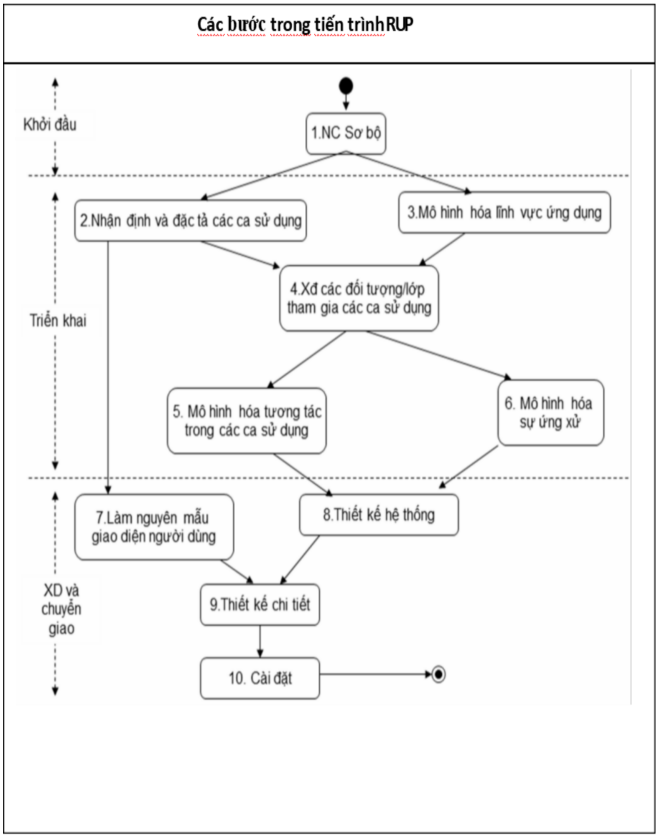 Các bước trong tiến trình RUP
Khởi đầu
1.NC Sơ bộ
2.Nhận định và đặc tả các ca sử dụng
3.Mô hình hóa lĩnh vực ứng dụng
4.Xđ các đối tượng/lớp
tham gia các ca sử dụng
Triển khai
5. Mô hình hóa tương tác
trong các ca sử dụng
6. Mô hình hóa
sự ứng xử
7.Làm nguyên mẫu
giao diện người dùng
8.Thiết kế hệ thống
XD và
chuyển
giao
9.Thiết kế chi tiết
10. Cài đặt